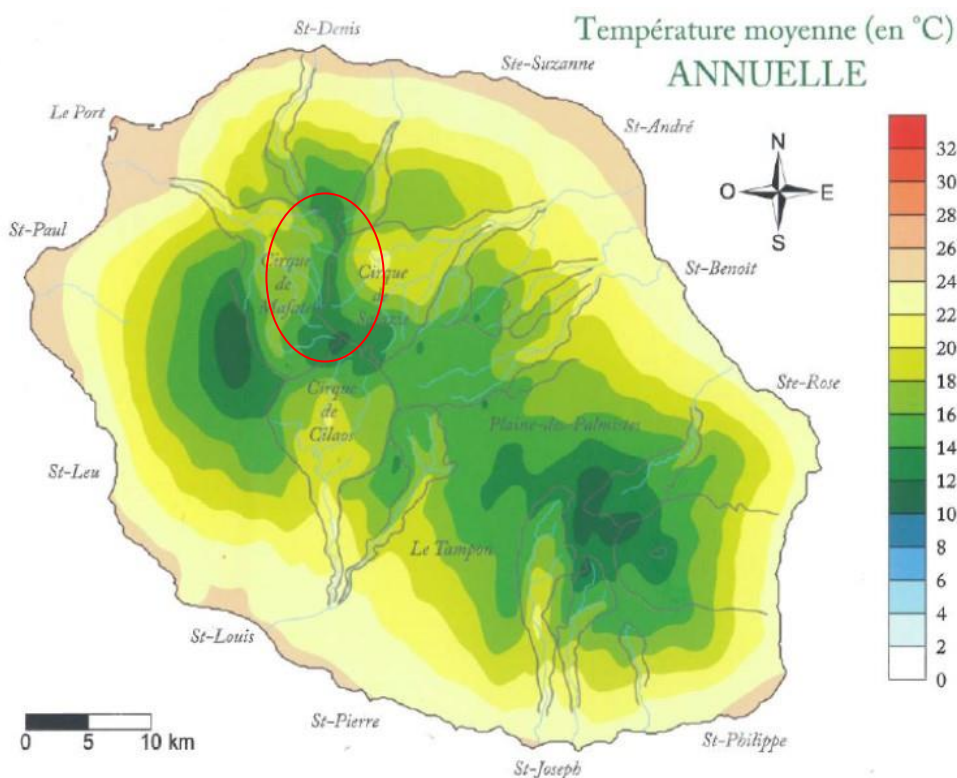 Température moyenne (en °C)
ANNUELLE
St-Denis
Ste-Suzanne
Le Port
St-André
N
O
E
S
St-Paul
Cirque
de
Mafate
Cirque
de
Salazie
St-Benoit
Cirque
de
Cilaos
Ste-Rose
Plaine-des-Palmistes
St-Leu
Le Tampon
St-Louis
St-Pierre
St-Philippe
St-Joseph
32
30
28
26
24
22
20
18
16
14
12
10
8
6
4
2
0
0 5 10 km